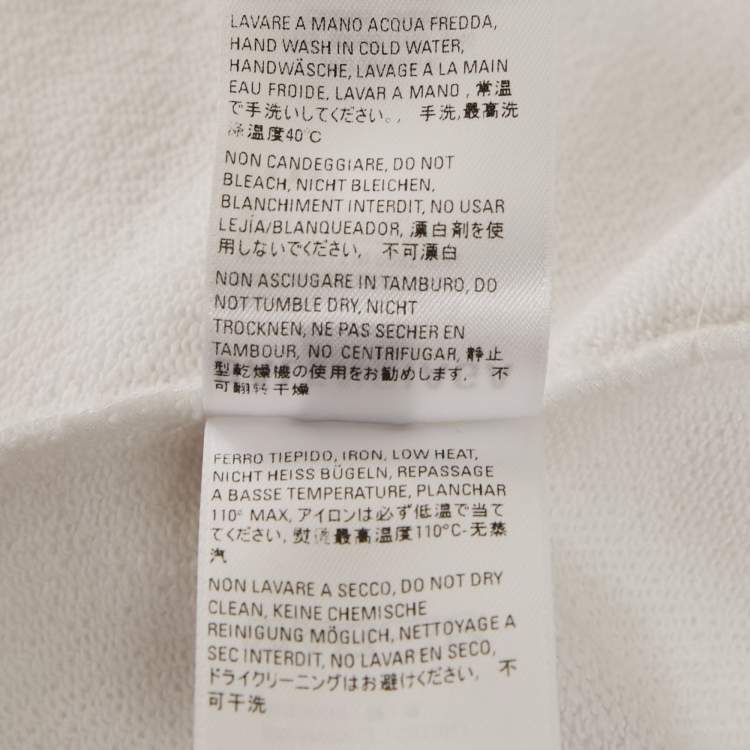 LAVARE A MANO ACQUA FREDDA,
HAND WASH IN COLD WATER,
HANDWÄSCHE, LAVAGE A LA MAIN
EAU FROIDE, LAVAR A MANO , 常温
で手洗いしてください。, 手洗,最高洗
涤温度40°C
NON CANDEGGIARE, DO NOT
BLEACH, NICHT BLEICHEN,
BLANCHIMENT INTERDIT, NO USAR
LEJÍA/BLANQUEADOR, 漂白剤を使
用しないでください, 不可漂白
NON ASCIUGARE IN TAMBURO, DO
NOT TUMBLE DRY, NICHT
TROCKNEN, NE PAS SECHER EN
TAMBOUR, NO CENTRIFUGAR, 静止
型乾燥機の使用をお勧めします, 不
可翻转干燥
FERRO TIEPIDO, IRON, LOW HEAT,
NICHT HEISS BÜGELN, REPASSAGE
A BASSE TEMPERATURE, PLANCHAR
110° MAX, アイロンは必ず低温で当て
てください, 熨烫最高温度110°C-无蒸
汽
NON LAVARE A SECCO, DO NOT DRY
CLEAN, KEINE CHEMISCHE
REINIGUNG MÖGLICH, NETTOYAGE A
SEC INTERDIT, NO LAVAR EN SECO,
ドライクリーニングはお避けください, 不
可干洗